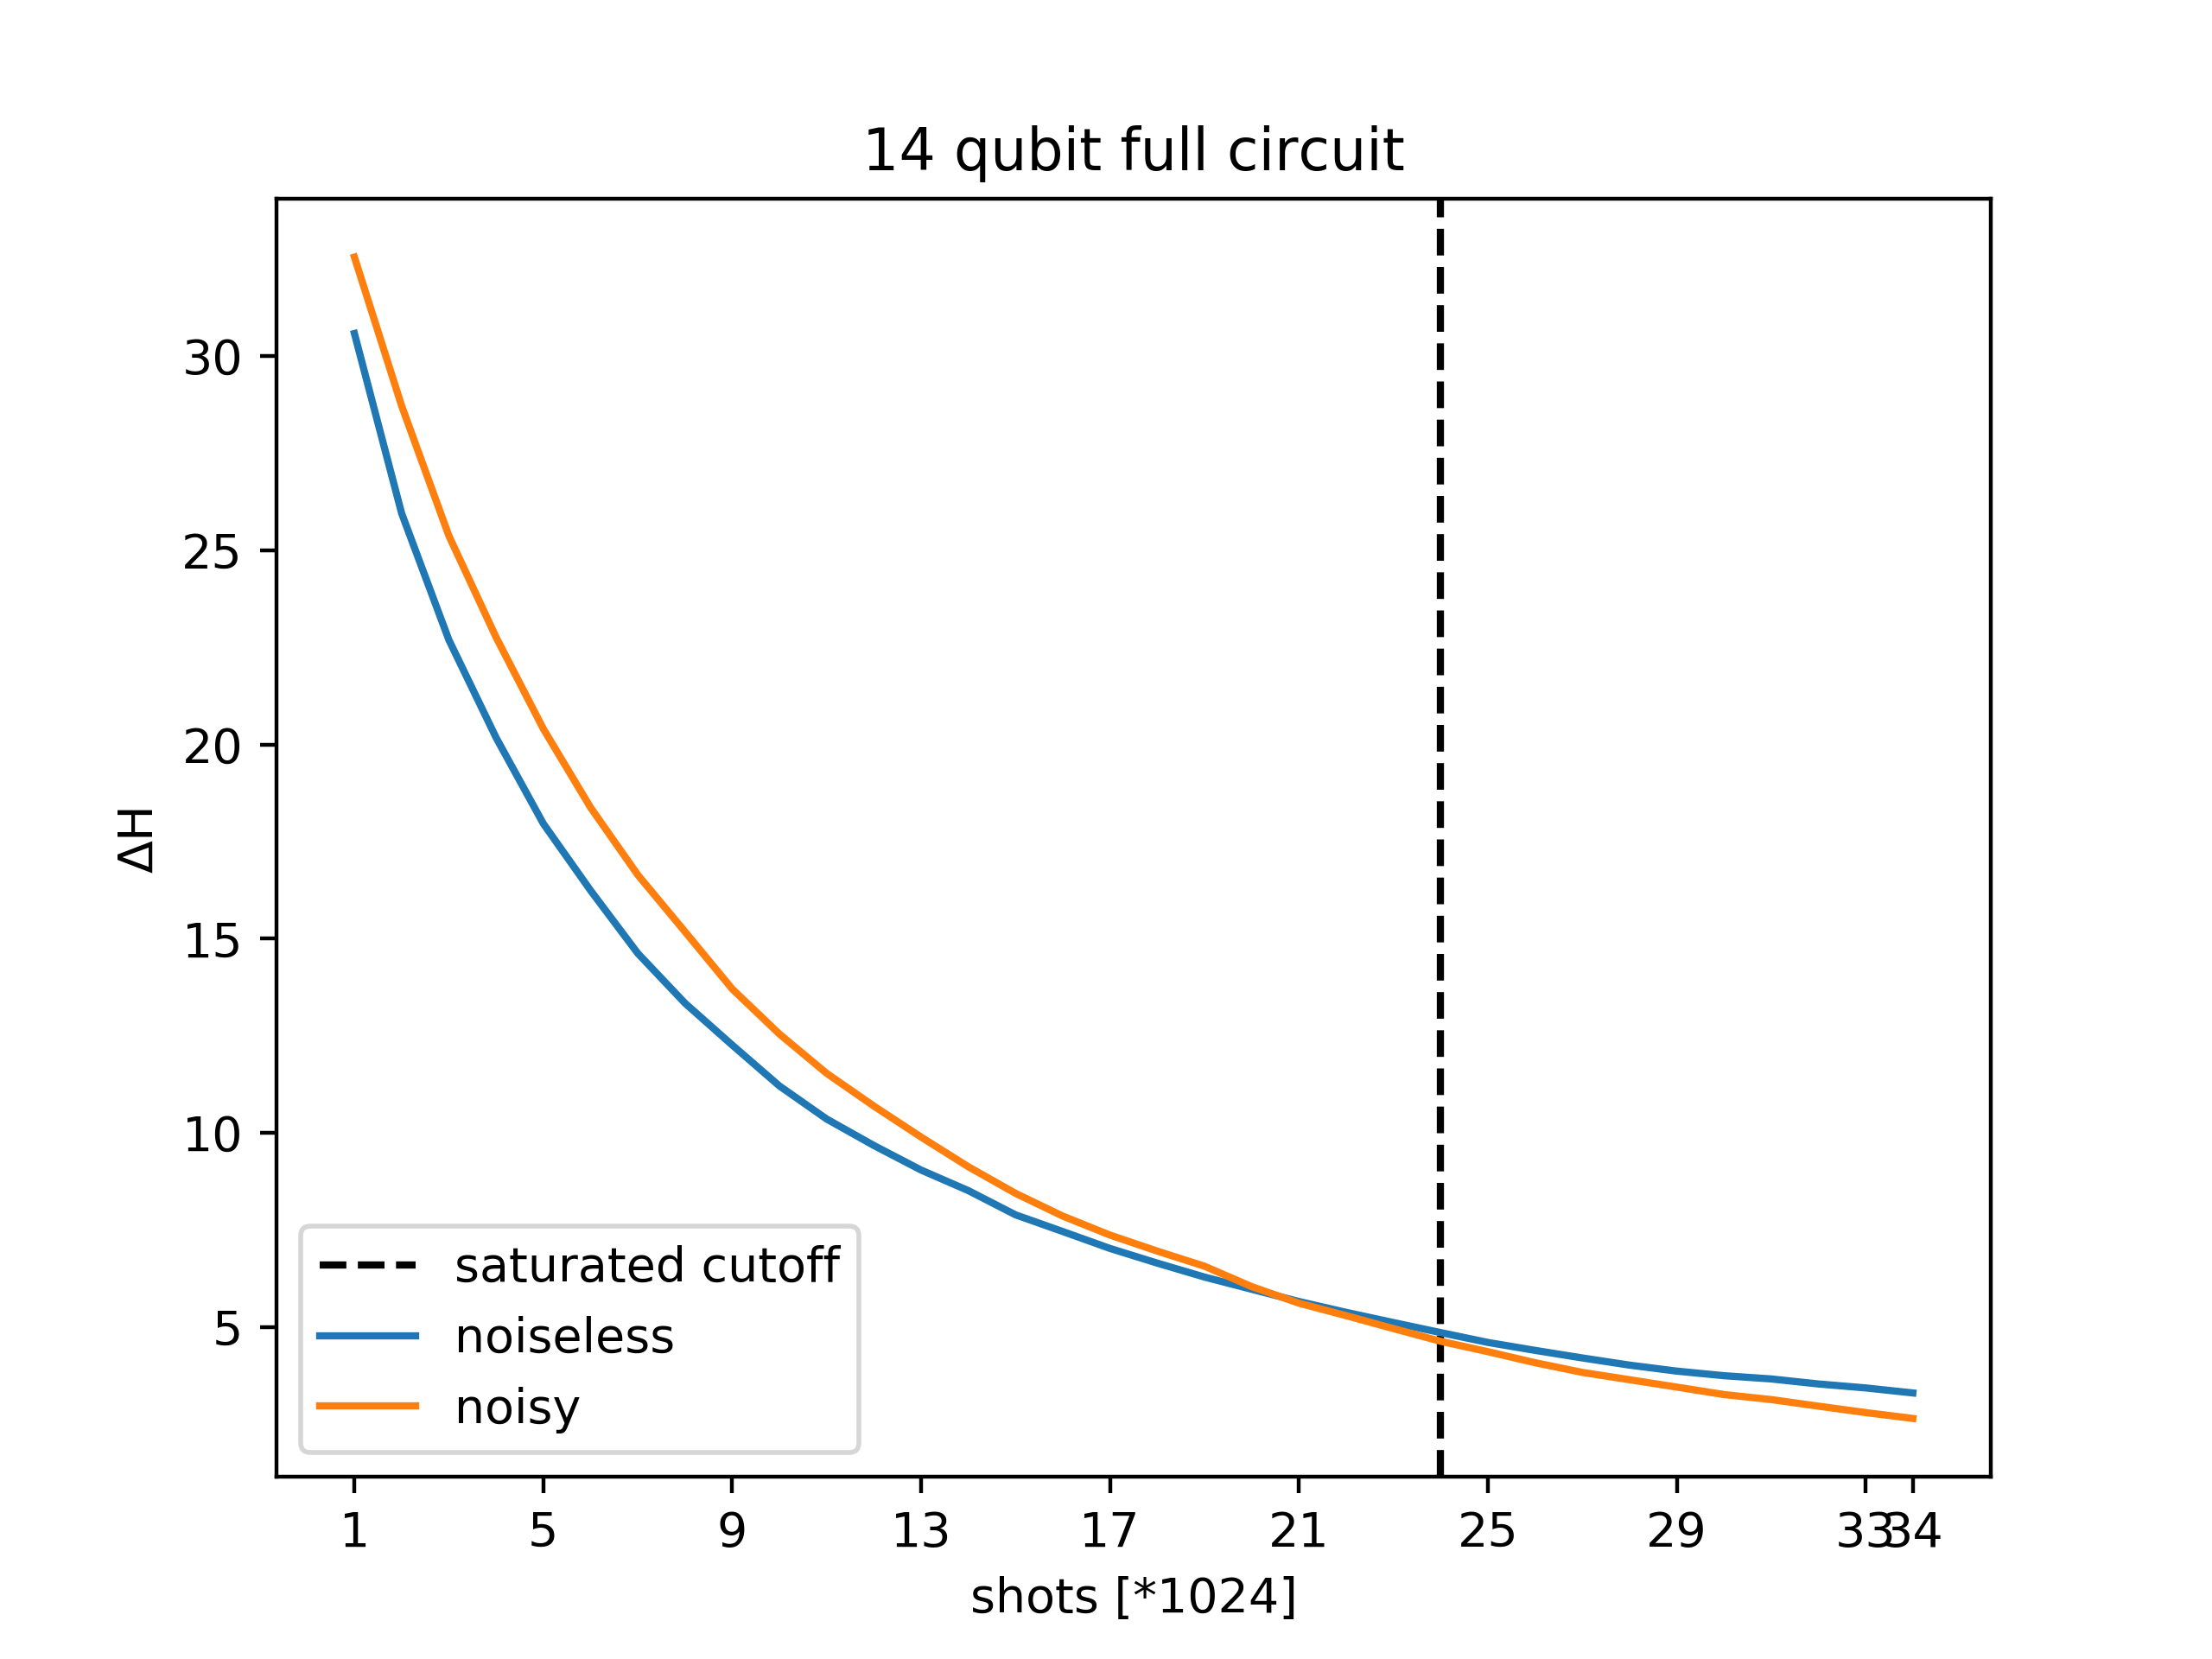 14 qubit full circuit
30
25
20
15
10
5
ΔH
saturated cutoff
noiseless
noisy
1 5 9 13 17 21 25 29 33 34
shots [*1024]